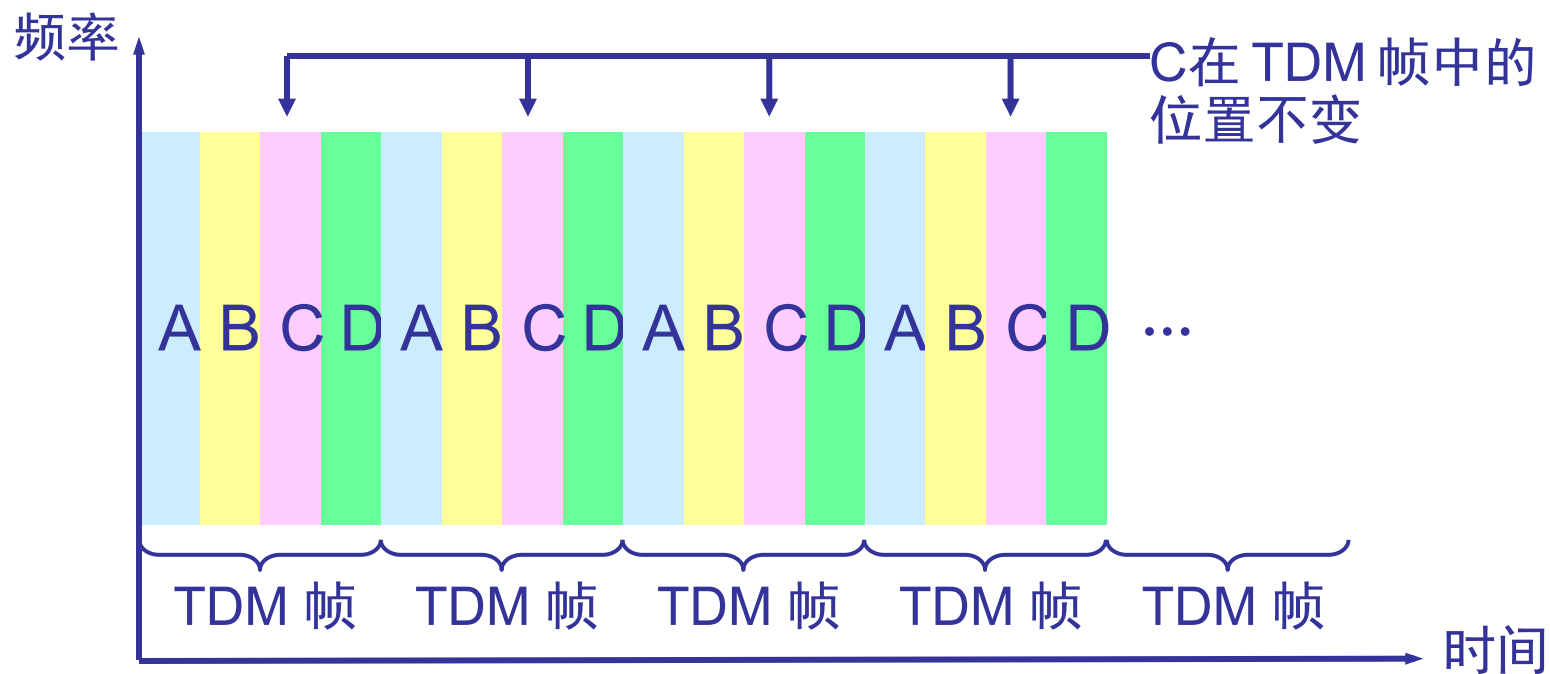 频率
C在 TDM 帧中的
位置不变
A B C D A B C D A B C D A B C D …
TDM 帧 TDM 帧 TDM 帧 TDM 帧 TDM 帧
时间